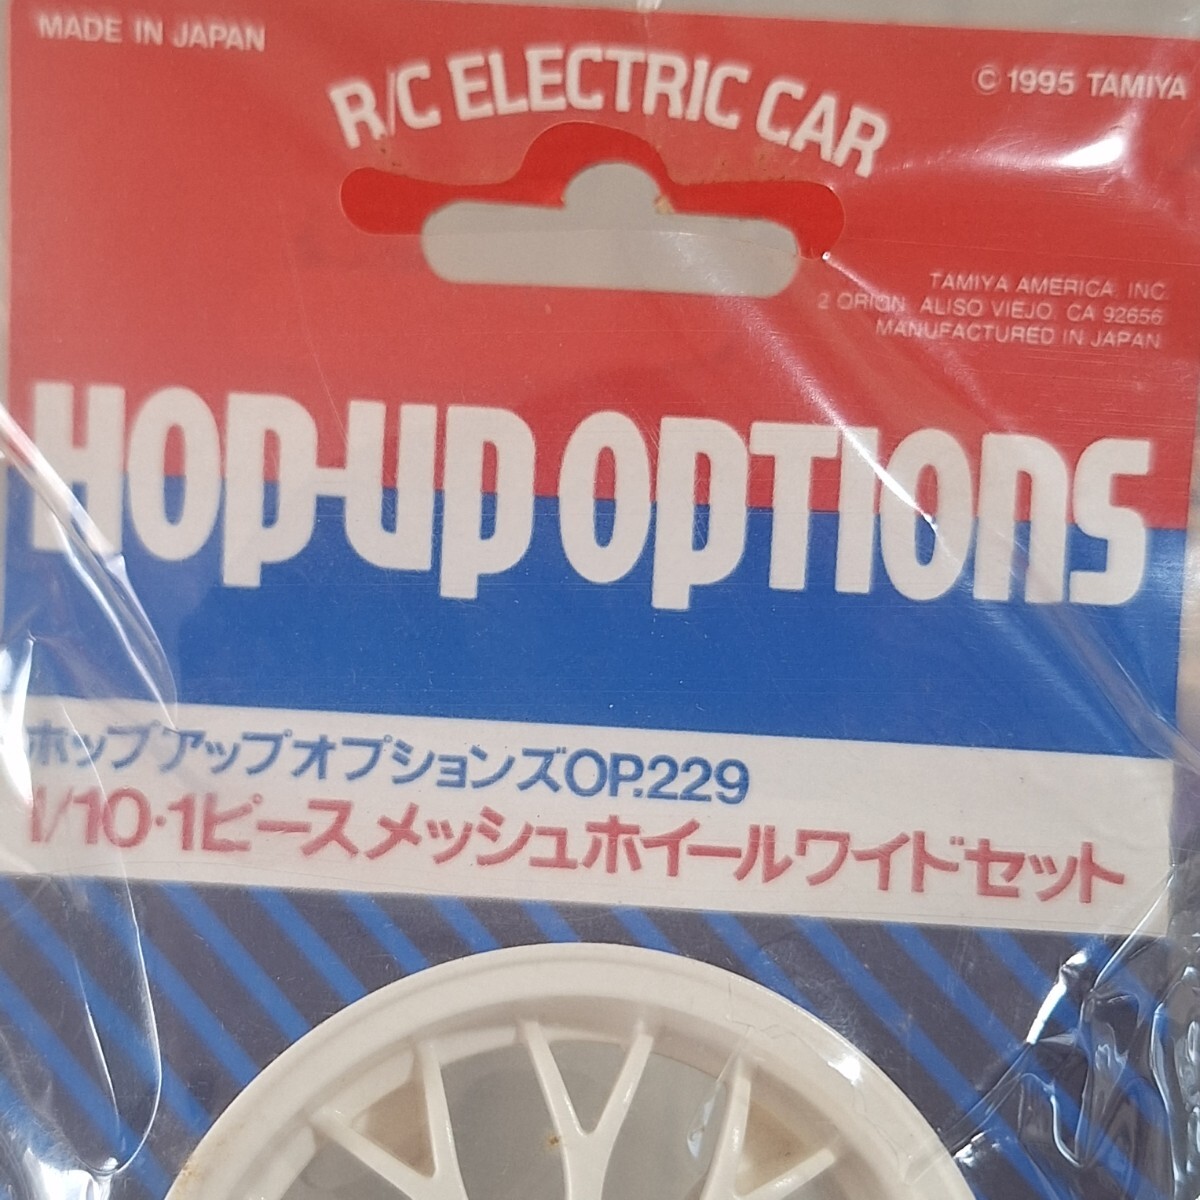 MADE IN JAPAN
R/C ELECTRIC CAR
© 1995 TAMIYA
TAMIYA AMERICA, INC.
2 ORION, ALISO VIEJO, CA 92656
MANUFACTURED IN JAPAN.
HOP-UP OPTIONS
ホップアップオプションズOP.229
1/10・1ピースメッシュホイールワイドセット